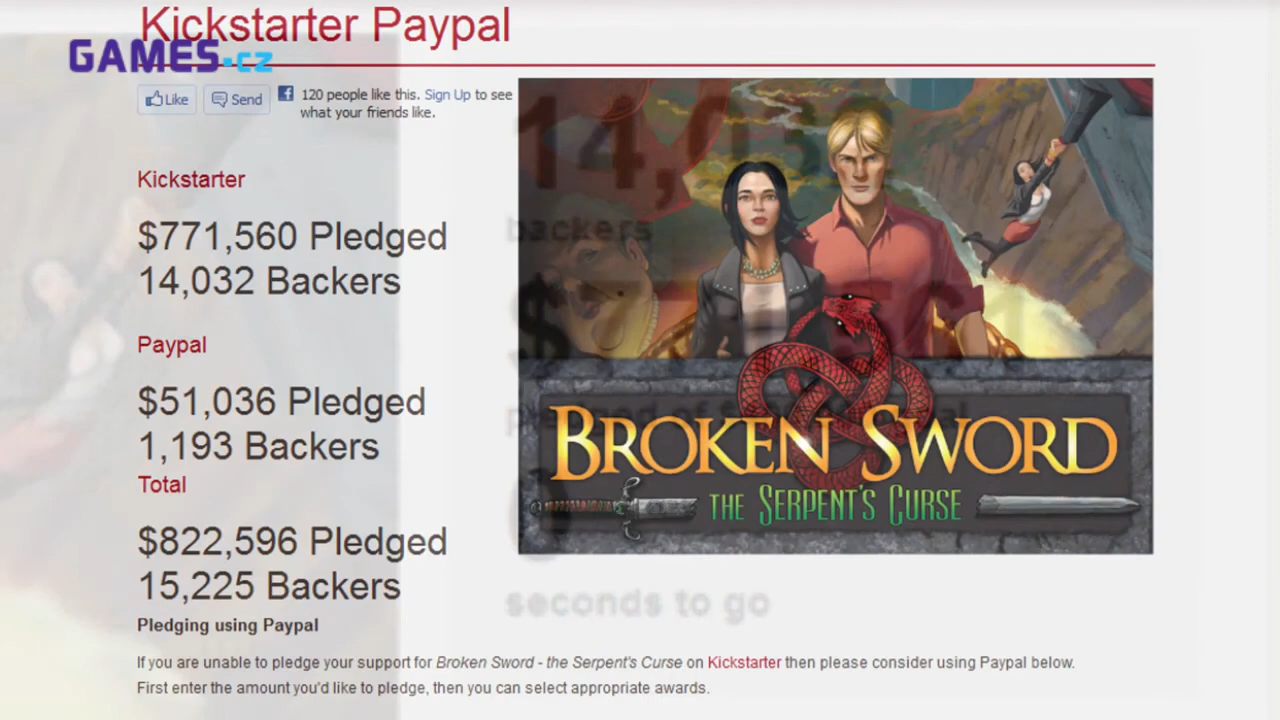 Kickstarter Paypal
GAMES.CZ
Like
Send
120 people like this. Sign Up to see
what your friends like.
Kickstarter
$771,560 Pledged
14,032 Backers
Paypal
$51,036 Pledged
1,193 Backers
Total
$822,596 Pledged
15,225 Backers
Pledging using Paypal
If you are unable to pledge your support for Broken Sword - the Serpent's Curse on Kickstarter then please consider using Paypal below.
First enter the amount you'd like to pledge, then you can select appropriate awards.
BROKEN SWORD
THE SERPENT'S CURSE
backers
0
seconds to go